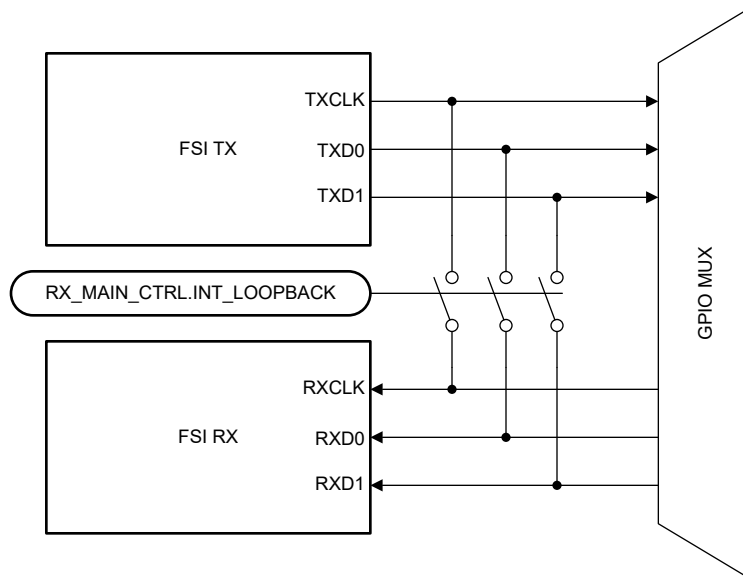 TXCLK
FSI TX
TXD0
TXD1
RX_MAIN_CTRL.INT_LOOPBACK
GPIO MUX
RXCLK
FSI RX
RXD0
RXD1